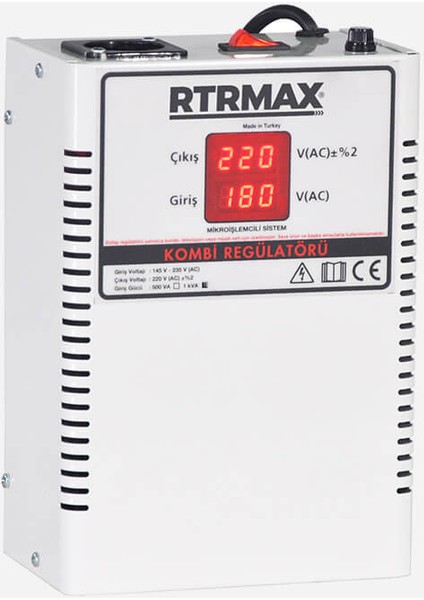 RTRMAX®
Made in Turkey
Çıkış 220 V(AC)±%2
Giriş 180 V(AC)
MİKROİŞLEMCİLİ SİSTEM
KOMBİ REGÜLATÖRÜ
Giriş Voltajı : 145 V - 235 V (AC)
Çıkış Voltajı : 220 V (AC) ±%2
Giriş Gücü : 500 VA 1 kVA
CE